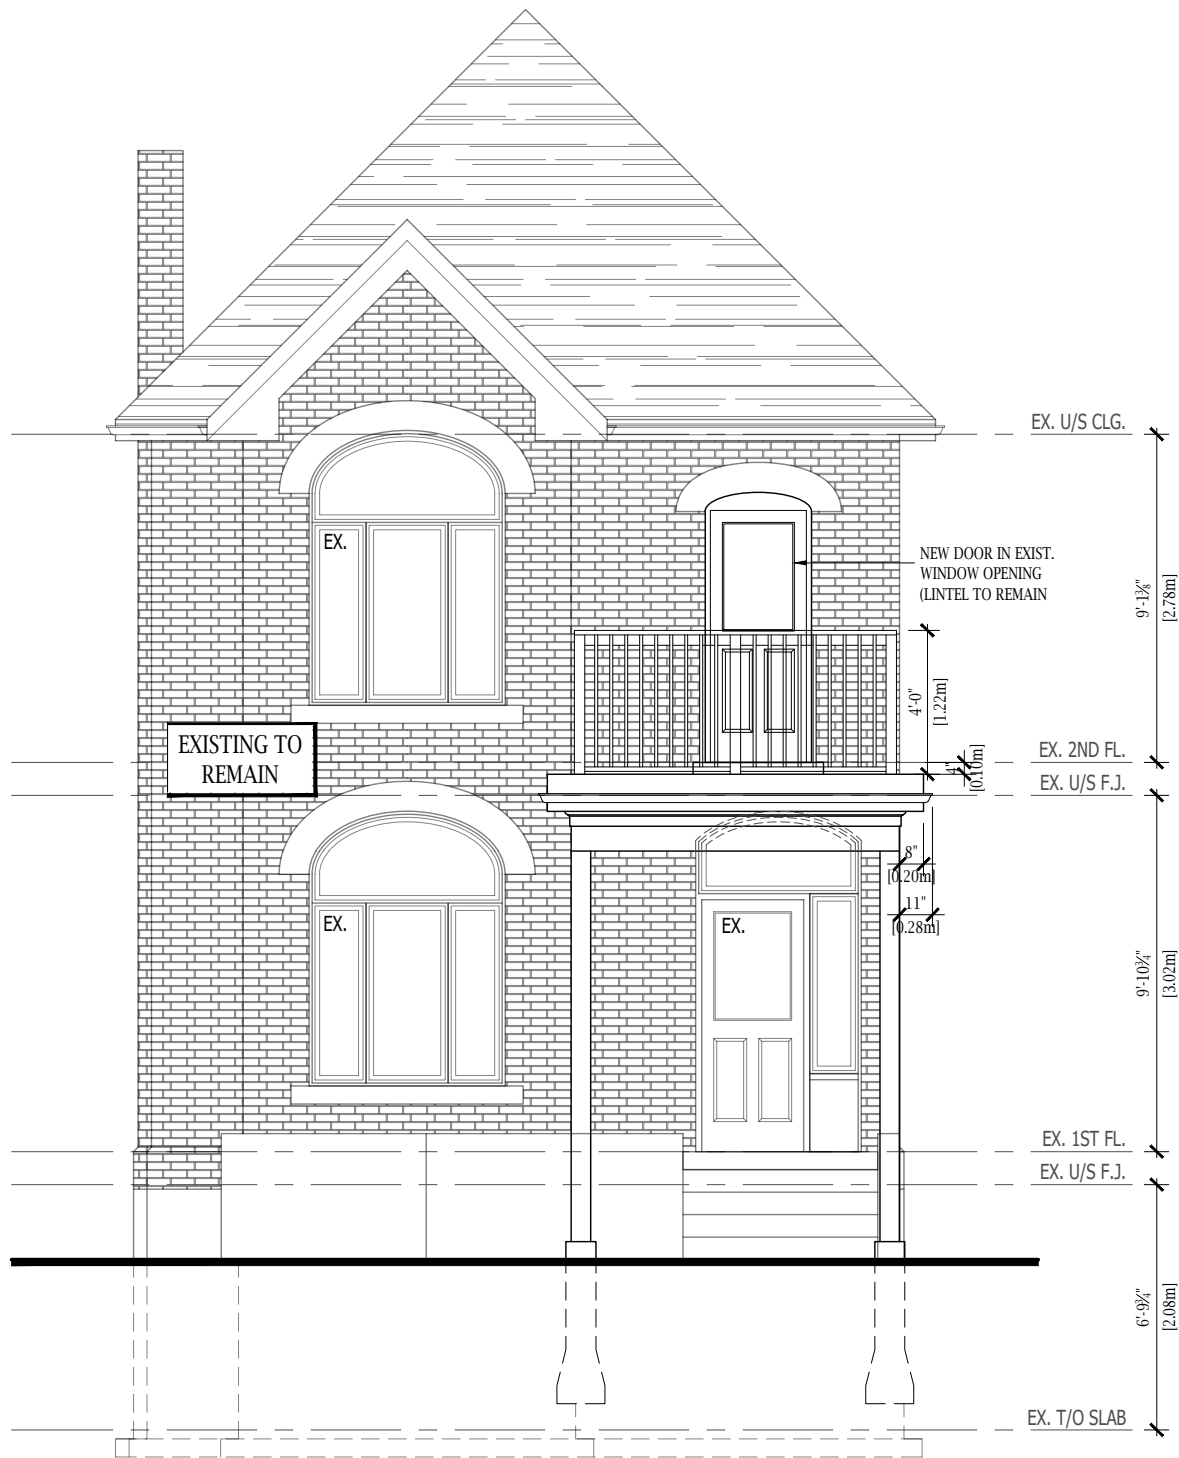 EX. U/S CLG.
EX.
NEW DOOR IN EXIST.
WINDOW OPENING
(LINTEL TO REMAIN
9'-1⅜"
[2.78m]
4'-0"
[1.22m]
EXISTING TO
REMAIN
EX. 2ND FL.
4"
[0.10m]
EX. U/S F.J.
8"
[0.20m]
11"
[0.28m]
EX.
EX.
9'-10¾"
[3.02m]
EX. 1ST FL.
EX. U/S F.J.
6'-9¾"
[2.08m]
EX. T/O SLAB